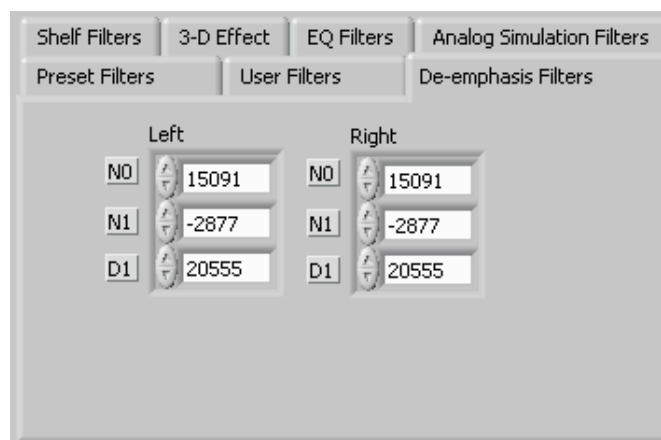 Shelf Filters 3-D Effect EQ Filters Analog Simulation Filters
Preset Filters User Filters De-emphasis Filters
Left Right
N0 15091 N0 15091
N1 -2877 N1 -2877
D1 20555 D1 20555